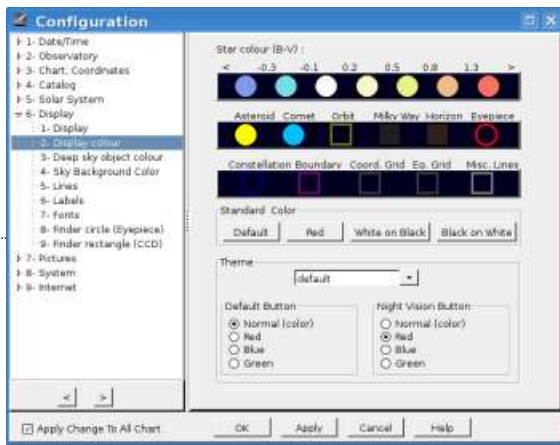 Configuration
1- Date/Time
2- Observatory
3- Chart, Coordinates
4- Catalog
5- Solar System
6- Display
1- Display
2- Display colour
3- Deep sky object colour
4- Sky Background Color
5- Lines
6- Labels
7- Fonts
8- Finder circle (Eyepiece)
9- Finder rectangle (CCD)
7- Pictures
8- System
9- Internet
< >
Apply Change To All Chart
Star colour (B-V) :
< -0.3 -0.1 0.2 0.5 0.8 1.3 >
Asteroid Comet Orbit Milky Way Horizon Eyepiece
Constellation Boundary Coord. Grid Eq. Grid Misc. Lines
Standard Color
Default Red White on Black Black on White
Theme
default
Default Button Night Vision Button
Normal (color) Normal (color)
Red Red
Blue Blue
Green Green
OK Apply Cancel Help